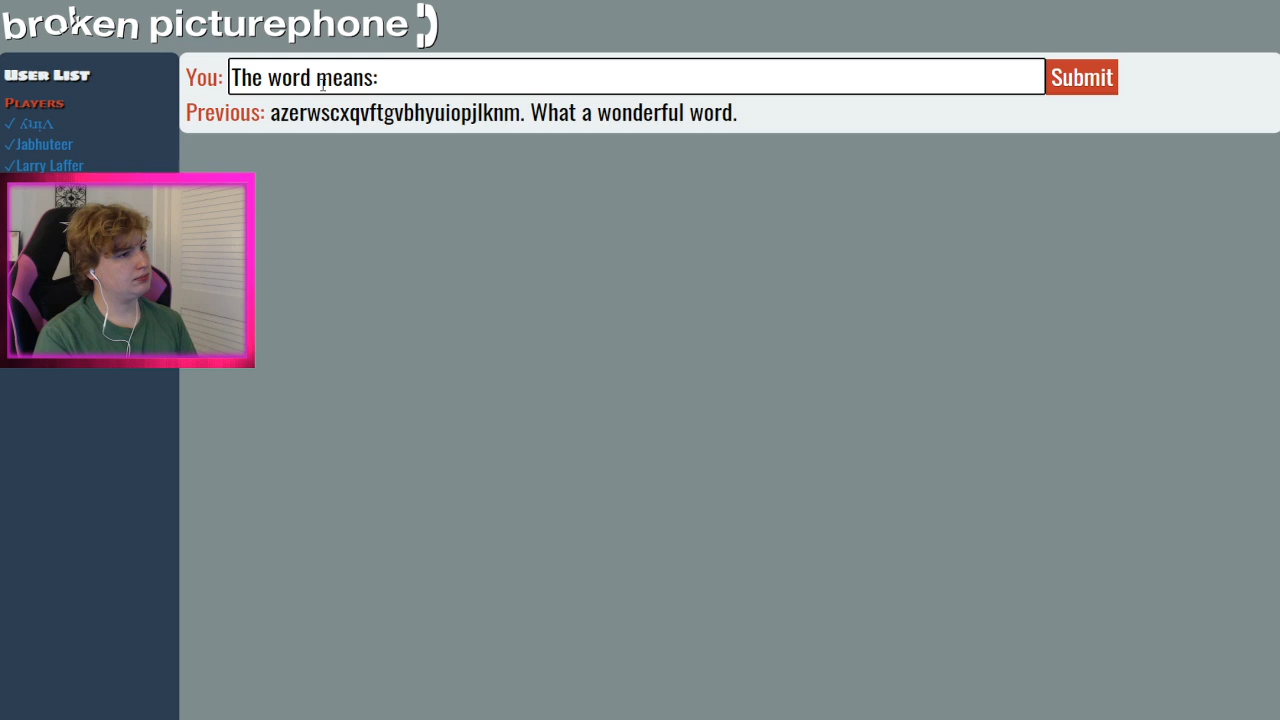 broken picturephone
User List
You: The word means: Submit
Players
Previous: azerwscxqvftgvbhyuiopjlknm. What a wonderful word.
✓Jabhuteer
✓Larry Laffer